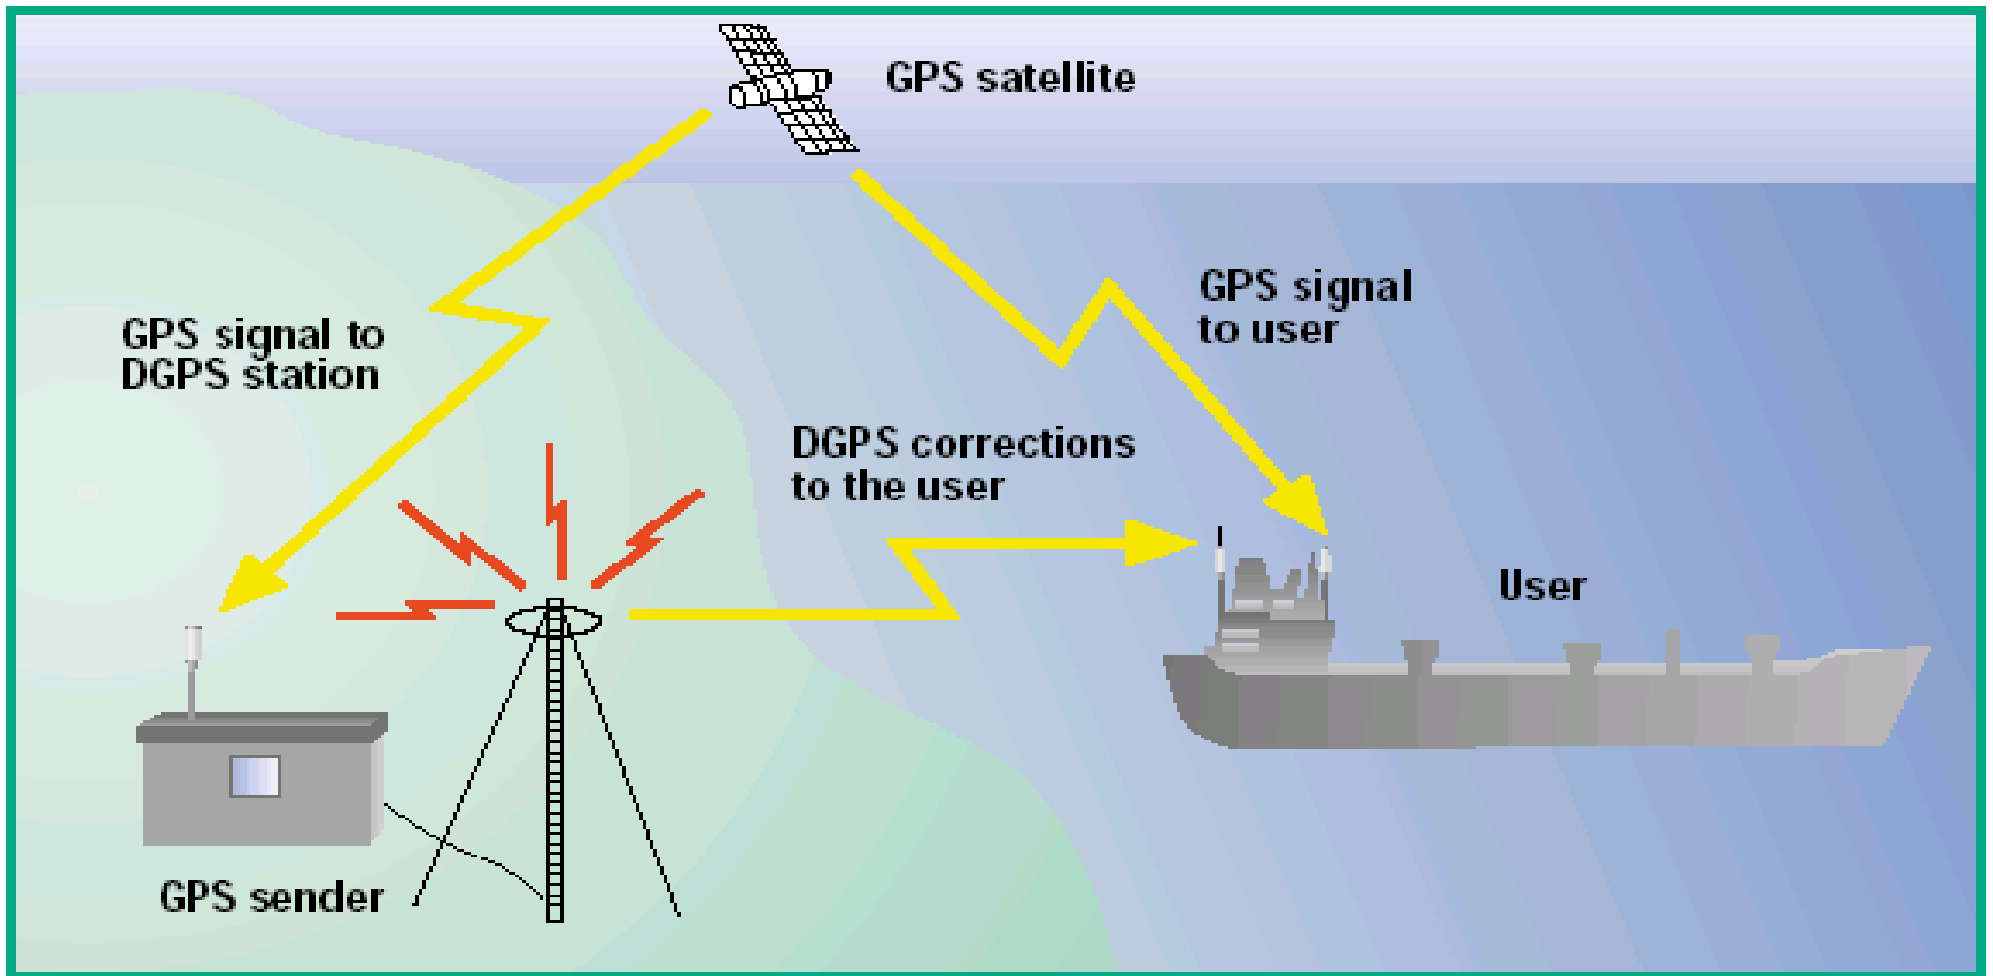 GPS satellite
GPS signal
to user
GPS signal to
DGPS station
DGPS corrections
to the user
User
GPS sender